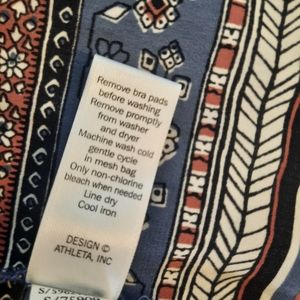 Remove bra pads
before washing
Remove promptly
from washer
and dryer
Machine wash cold
gentle cycle
in mesh bag
Only non-chlorine
bleach when needed
Line dry
Cool iron
DESIGN ©
ATHLETA, INC